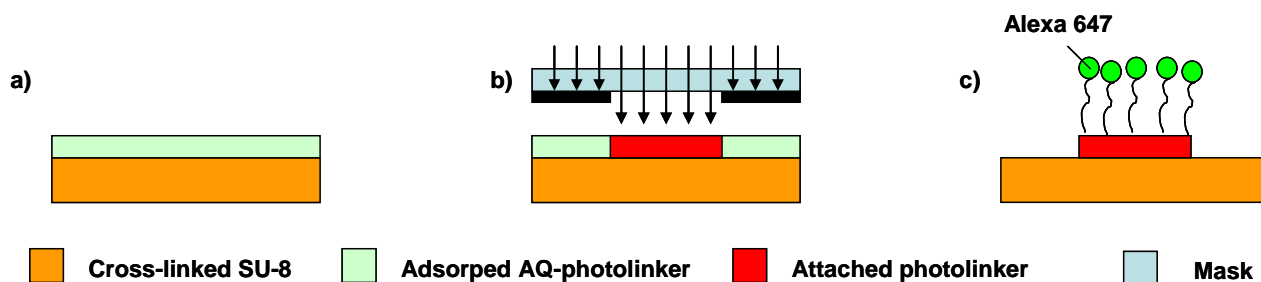 Alexa 647
a)
b)
c)
Cross-linked SU-8
Adsorped AQ-photolinker
Attached photolinker
Mask